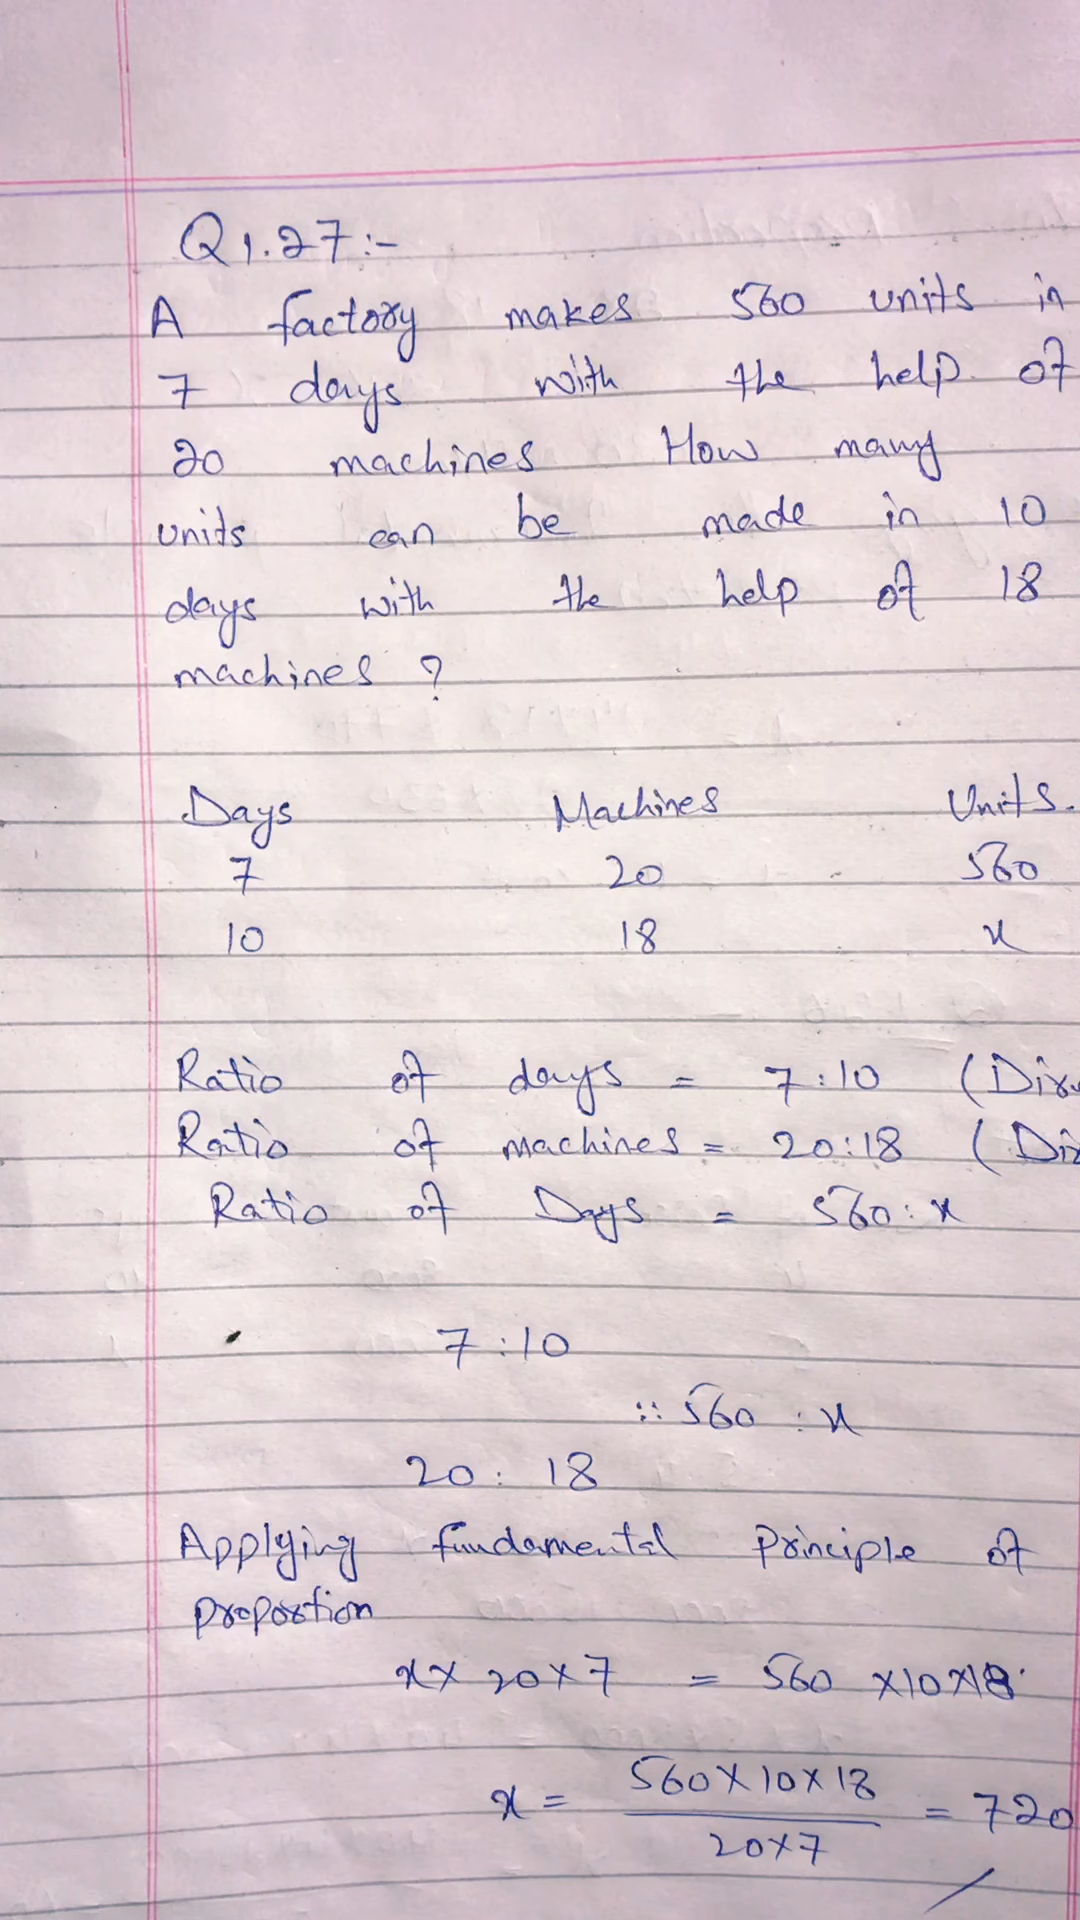 Q1.27:-
A factory makes 560 units in
7 days with the help of
20 machines How many
units can be made in 10
days with the help of 18
machines ?
Days Machines Units.
7 20 560
10 18 x
Ratio of days = 7:10
Ratio of machines = 20:18
Ratio of Days = 560:x
7:10
:: 560 : x
20 : 18
Applying fundamental Principle of
proportion
x × 20 × 7 = 560 × 10 × 18
x = 560 × 10 × 18 / 20 × 7 = 720